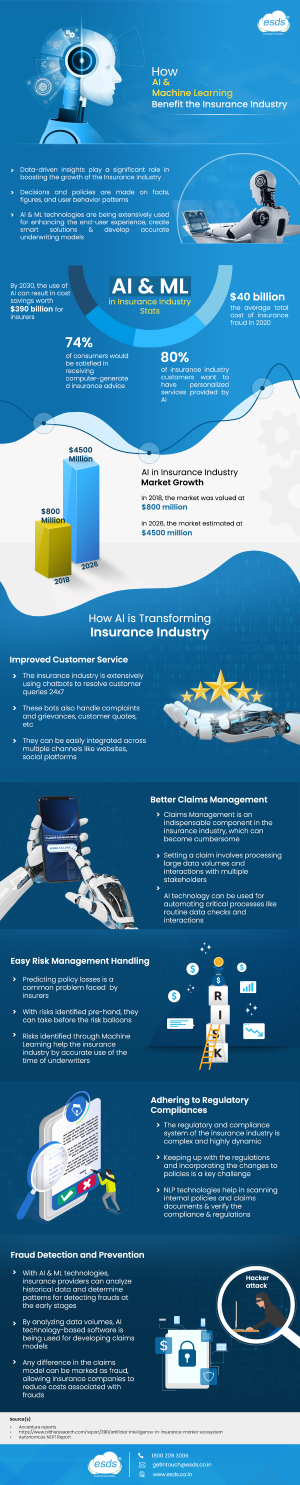 esds
How
AI &
Machine Learning
Benefit the Insurance Industry
Data-driven insights play a significant role in
boosting the growth of the Insurance Industry
Decisions and policies are made on facts,
figures, and user behavior patterns
AI & ML technologies are being extensively used
for enhancing the end-user experience, create
smart solutions & develop accurate
underwriting models
AI & ML
in Insurance Industry
Stats
By 2030, the use of
AI can result in cost
savings worth
$390 billion for
insurers
$40 billion
the average total
cost of insurance
fraud in 2020
74%
of consumers would
be satisfied in
receiving
computer-generate
d insurance advice
80%
of insurance industry
customers want to
have personalized
services provided by
AI
$4500
Million
$800
Million
2018
2026
AI in Insurance Industry
Market Growth
In 2018, the market was valued at
$800 million
In 2026, the market estimated at
$4500 million
How AI is Transforming
Insurance Industry
Improved Customer Service
The insurance industry is extensively
using chatbots to resolve customer
queries 24x7
These bots also handle complaints
and grievances, customer quotes,
etc
They can be easily integrated across
multiple channels like websites,
social platforms
Better Claims Management
Claims Management is an
indispensable component in the
insurance industry, which can
become cumbersome
Setting a claim involves processing
large data volumes and
interactions with multiple
stakeholders
AI technology can be used for
automating critical processes like
routine data checks and
interactions
Easy Risk Management Handling
Predicting policy losses is a
common problem faced by
insurers
With risks identified pre-hand, they
can take before the risk balloons
Risks identified through Machine
Learning help the insurance
industry by accurate use of the
time of underwriters
R
I
S
K
Adhering to Regulatory
Compliances
The regulatory and compliance
system of the insurance industry is
complex and highly dynamic
Keeping up with the regulations
and incorporating the changes to
policies is a key challenge
NLP technologies help in scanning
internal policies and claims
documents & verify the
compliance & regulations
Fraud Detection and Prevention
With AI & ML technologies,
insurance providers can analyze
historical data and determine
patterns for detecting frauds at
the early stages
By analyzing data volumes, AI
technology-based software is
being used for developing claims
models
Any difference in the claims
model can be marked as fraud,
allowing insurance companies to
reduce costs associated with
frauds
Hacker
attack
Source(s)
Accenture reports
Autonomous NEXT Report
esds
1800 209 3006
getintouch@esds.co.in
www.esds.co.in